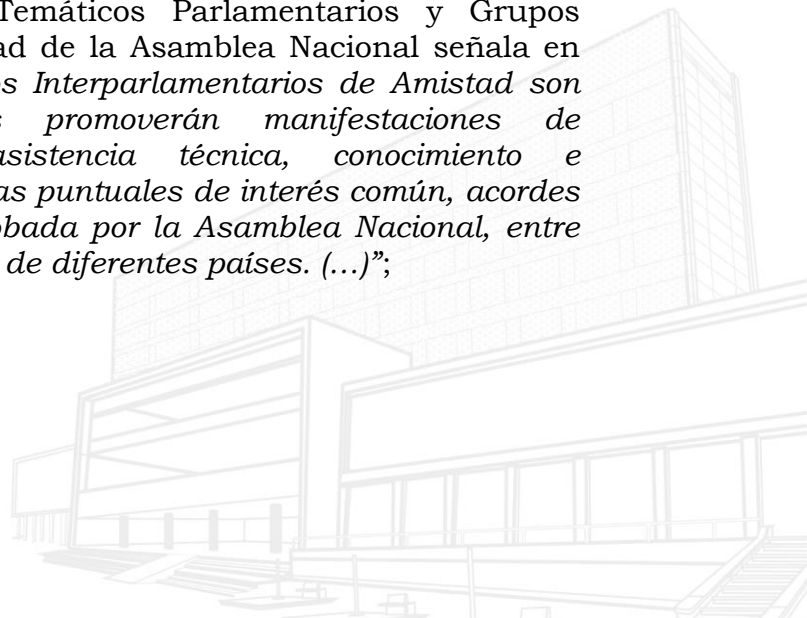 Temáticos Parlamentarios y Grupos
ad de la Asamblea Nacional señala en
os Interparlamentarios de Amistad son
s promoverán manifestaciones de
asistencia técnica, conocimiento e
as puntuales de interés común, acordes
obada por la Asamblea Nacional, entre
de diferentes países. (…)”;